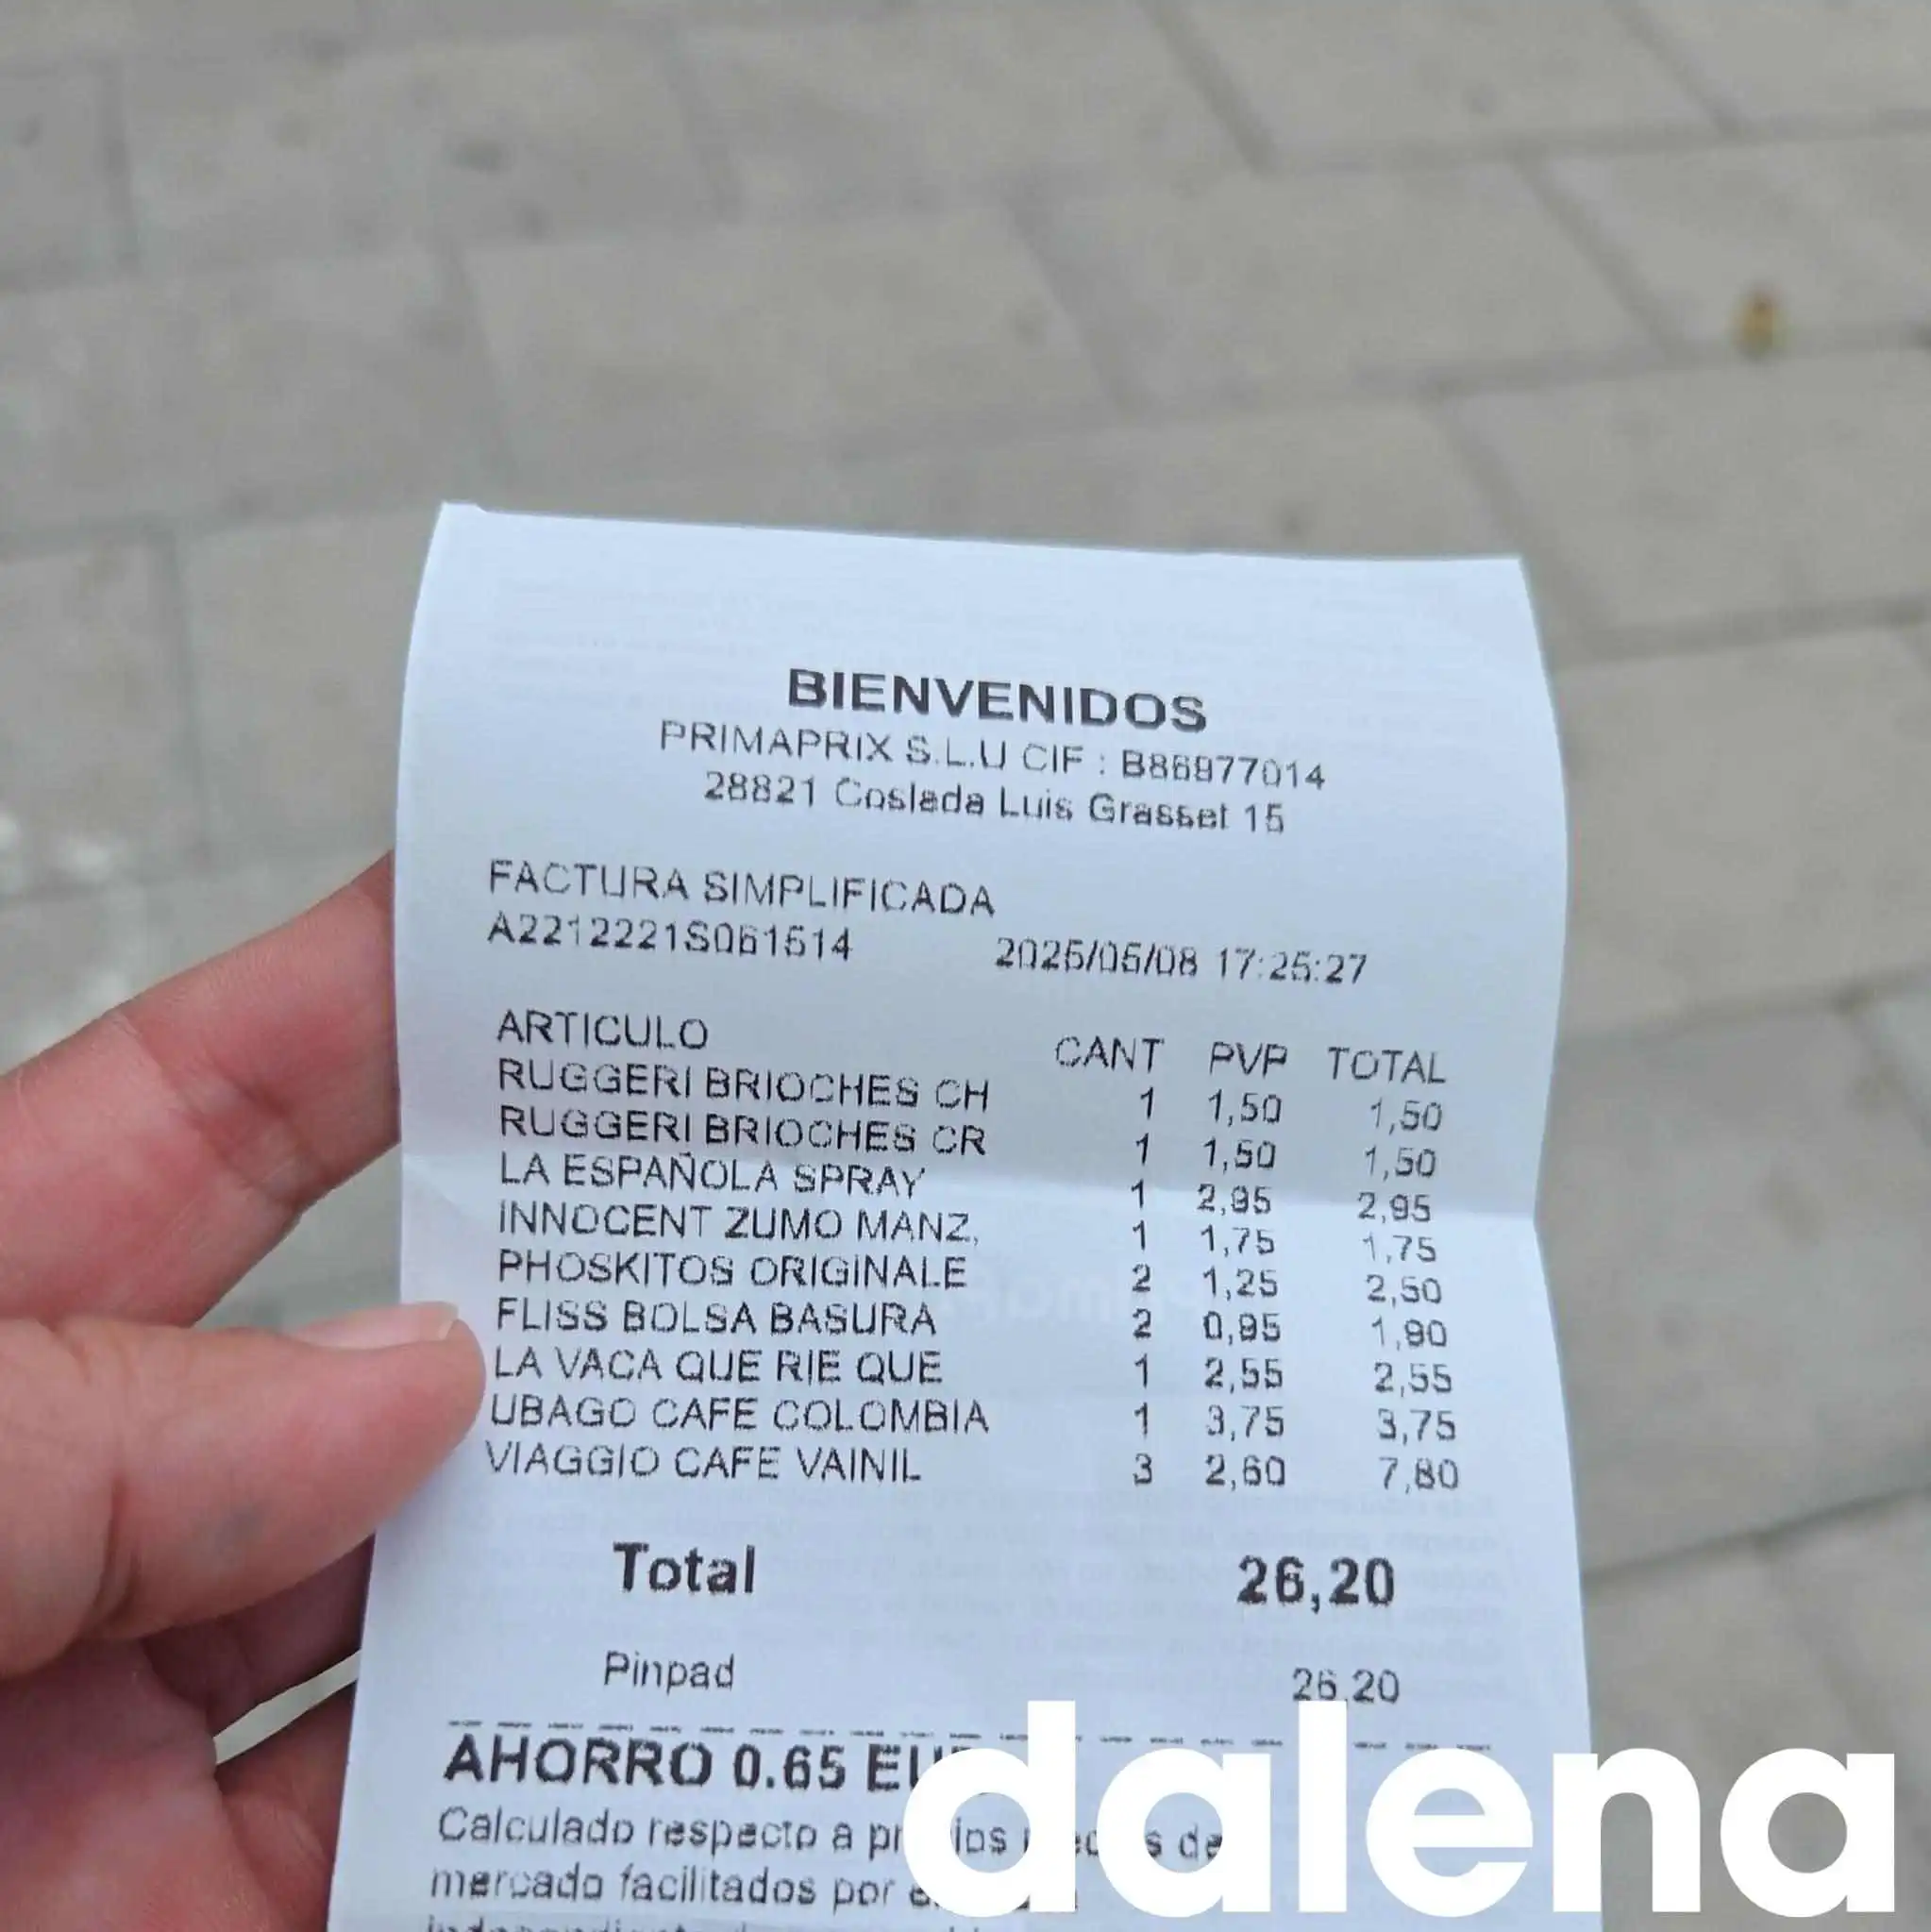 BIENVENIDOS
PRIMAPRIX S.L.U CIF : B86977014
28821 Coslada Luis Grasset 15
FACTURA SIMPLIFICADA
A2212221S061514 2025/05/08 17:25:27
ARTICULO CANT PVP TOTAL
RUGGERI BRIOCHES CH 1 1,50 1,50
RUGGERI BRIOCHES CR 1 1,50 1,50
LA ESPAÑOLA SPRAY 1 2,95 2,95
INNOCENT ZUMO MANZ, 1 1,75 1,75
PHOSKITOS ORIGINALE 2 1,25 2,50
FLISS BOLSA BASURA 2 0,95 1,90
LA VACA QUE RIE QUE 1 2,55 2,55
UBAGO CAFE COLOMBIA 1 3,75 3,75
VIAGGIO CAFE VAINIL 3 2,60 7,80
Total 26,20
Pinpad 26,20
AHORRO 0.65
Calculado respecto a de
mercado facilitados por
dalena